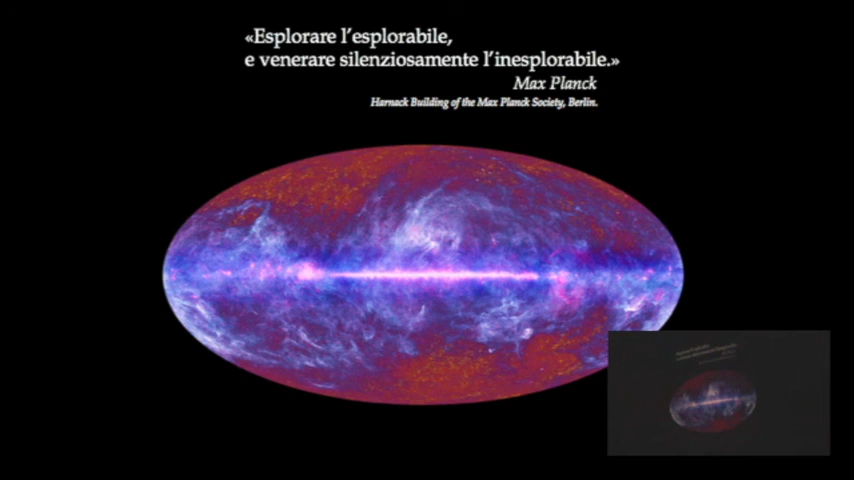 «Esplorare l'esplorabile,
e venerare silenziosamente l'inesplorabile.»
Max Planck
Harnack Building of the Max Planck Society, Berlin.